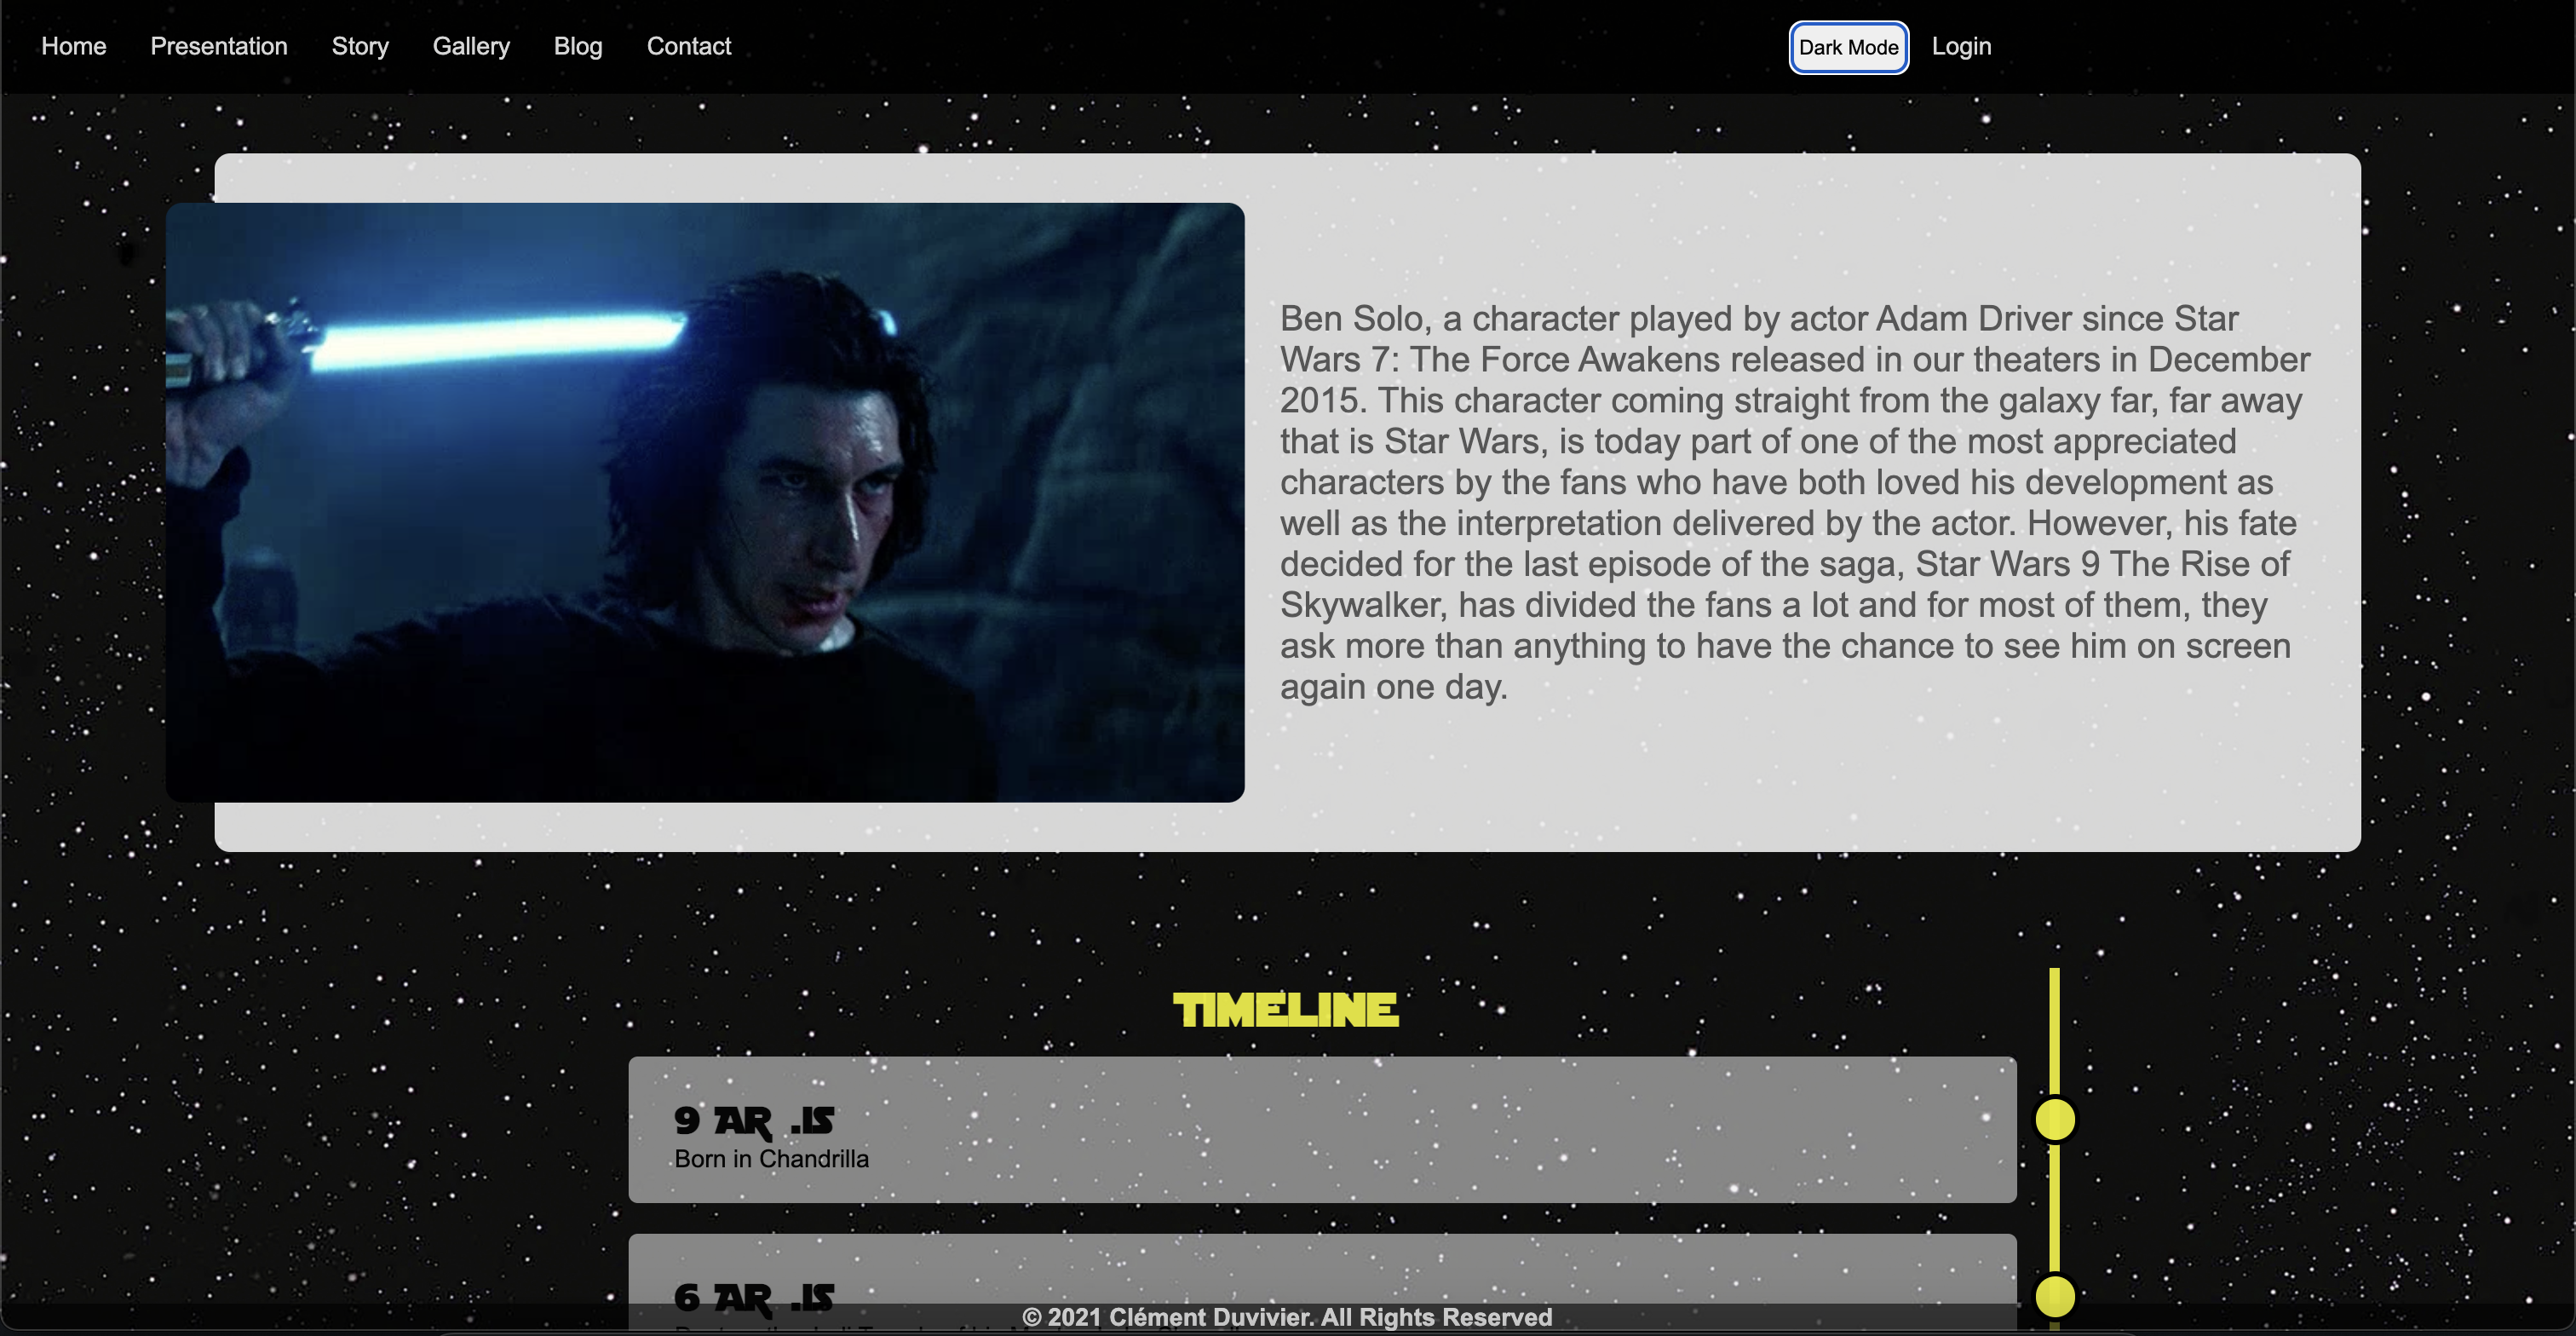 Home Presentation Story Gallery Blog Contact Dark Mode Login
Ben Solo, a character played by actor Adam Driver since Star
Wars 7: The Force Awakens released in our theaters in December
2015. This character coming straight from the galaxy far, far away
that is Star Wars, is today part of one of the most appreciated
characters by the fans who have both loved his development as
well as the interpretation delivered by the actor. However, his fate
decided for the last episode of the saga, Star Wars 9 The Rise of
Skywalker, has divided the fans a lot and for most of them, they
ask more than anything to have the chance to see him on screen
again one day.
TIMELINE
9 AR .IS
Born in Chandrilla
6 AR .IS
© 2021 Clément Duvivier. All Rights Reserved